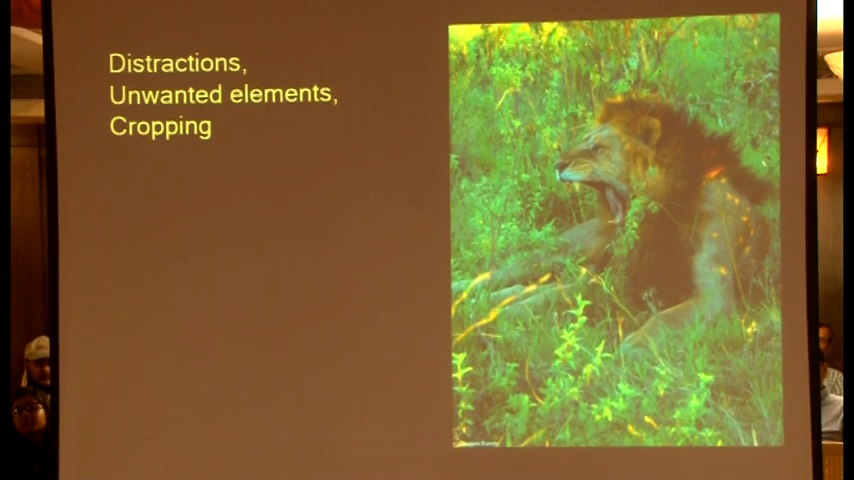 Distractions,
Unwanted elements,
Cropping